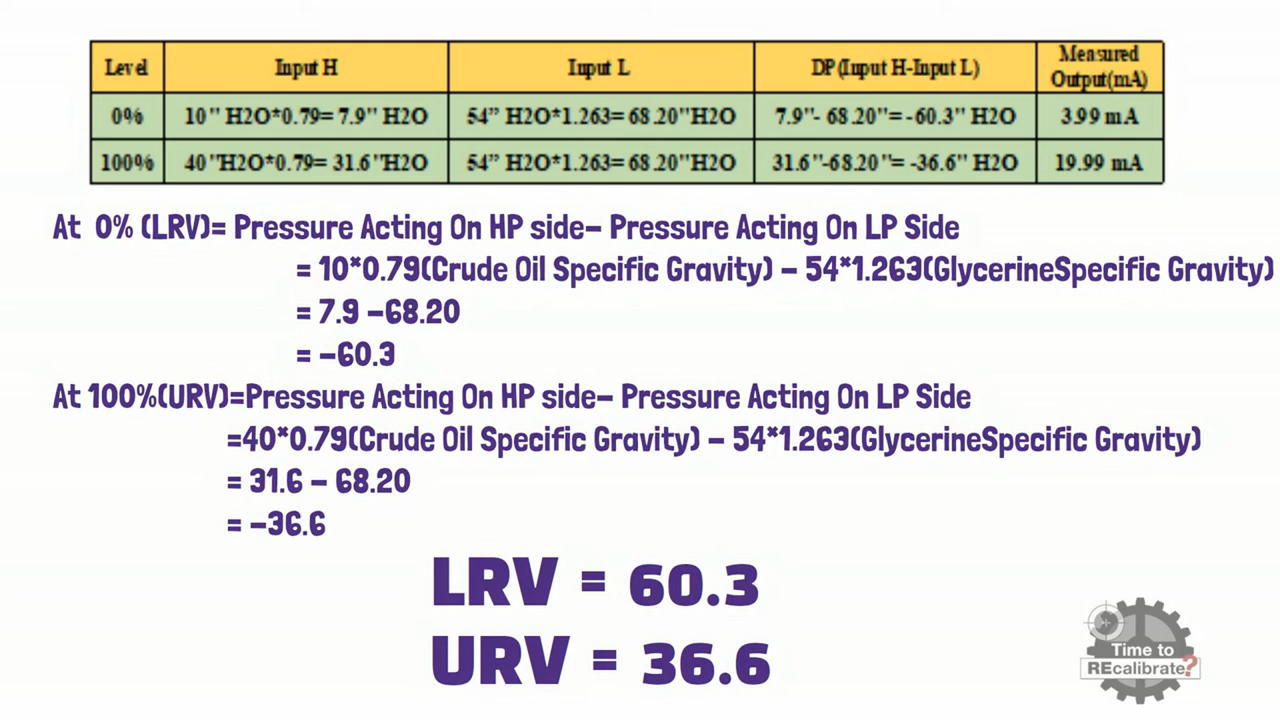 Level Input H Input L DP(Input H-Input L) Measured Output(mA)
0% 10'' H2O*0.79= 7.9'' H2O 54” H2O*1.263= 68.20''H2O 7.9''- 68.20''= -60.3'' H2O 3.99 mA
100% 40''H2O*0.79= 31.6''H2O 54” H2O*1.263= 68.20''H2O 31.6''-68.20''= -36.6'' H2O 19.99 mA
At 0% (LRV)= Pressure Acting On HP side- Pressure Acting On LP Side
= 10*0.79(Crude Oil Specific Gravity) - 54*1.263(GlycerineSpecific Gravity)
= 7.9 -68.20
= -60.3
At 100%(URV)=Pressure Acting On HP side- Pressure Acting On LP Side
=40*0.79(Crude Oil Specific Gravity) - 54*1.263(GlycerineSpecific Gravity)
= 31.6 - 68.20
= -36.6
LRV = 60.3
URV = 36.6
Time to
REcalibrate?